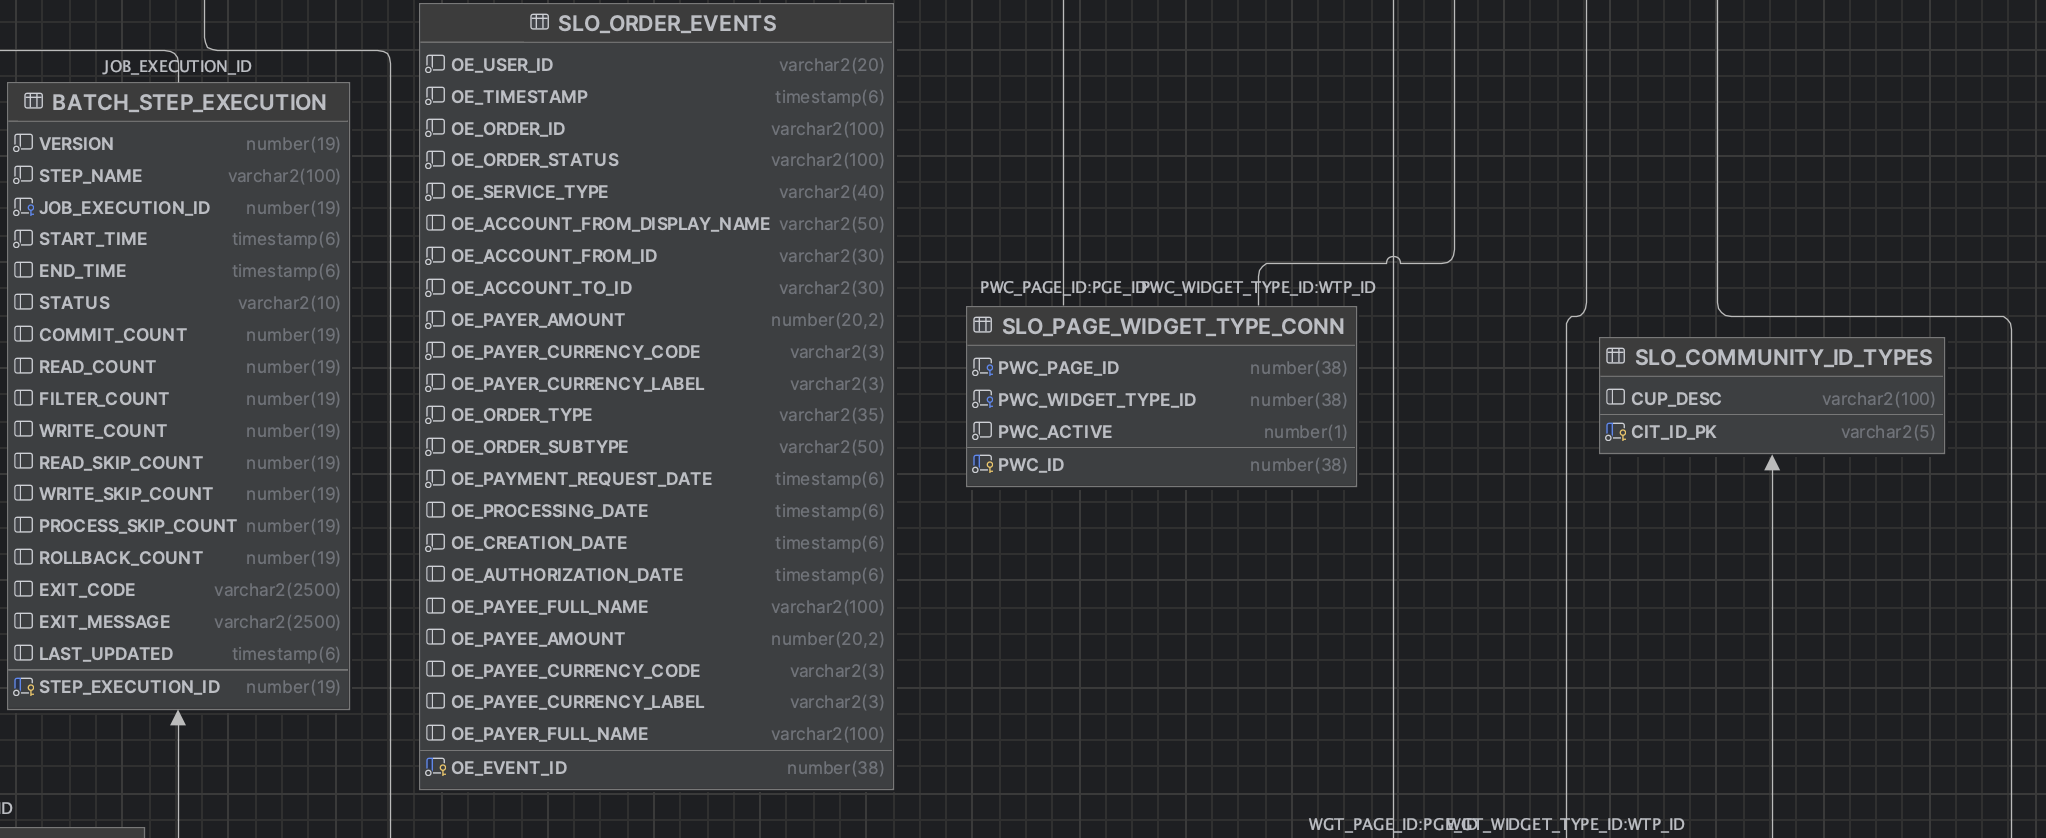 JOB_EXECUTION_ID
BATCH_STEP_EXECUTION
VERSION number(19)
STEP_NAME varchar2(100)
JOB_EXECUTION_ID number(19)
START_TIME timestamp(6)
END_TIME timestamp(6)
STATUS varchar2(10)
COMMIT_COUNT number(19)
READ_COUNT number(19)
FILTER_COUNT number(19)
WRITE_COUNT number(19)
READ_SKIP_COUNT number(19)
WRITE_SKIP_COUNT number(19)
PROCESS_SKIP_COUNT number(19)
ROLLBACK_COUNT number(19)
EXIT_CODE varchar2(2500)
EXIT_MESSAGE varchar2(2500)
LAST_UPDATED timestamp(6)
STEP_EXECUTION_ID number(19)
ID
SLO_ORDER_EVENTS
OE_USER_ID varchar2(20)
OE_TIMESTAMP timestamp(6)
OE_ORDER_ID varchar2(100)
OE_ORDER_STATUS varchar2(100)
OE_SERVICE_TYPE varchar2(40)
OE_ACCOUNT_FROM_DISPLAY_NAME varchar2(50)
OE_ACCOUNT_FROM_ID varchar2(30)
OE_ACCOUNT_TO_ID varchar2(30)
OE_PAYER_AMOUNT number(20,2)
OE_PAYER_CURRENCY_CODE varchar2(3)
OE_PAYER_CURRENCY_LABEL varchar2(3)
OE_ORDER_TYPE varchar2(35)
OE_ORDER_SUBTYPE varchar2(50)
OE_PAYMENT_REQUEST_DATE timestamp(6)
OE_PROCESSING_DATE timestamp(6)
OE_CREATION_DATE timestamp(6)
OE_AUTHORIZATION_DATE timestamp(6)
OE_PAYEE_FULL_NAME varchar2(100)
OE_PAYEE_AMOUNT number(20,2)
OE_PAYEE_CURRENCY_CODE varchar2(3)
OE_PAYEE_CURRENCY_LABEL varchar2(3)
OE_PAYER_FULL_NAME varchar2(100)
OE_EVENT_ID number(38)
PWC_PAGE_ID:PGE_ID PWC_WIDGET_TYPE_ID:WTP_ID
SLO_PAGE_WIDGET_TYPE_CONN
PWC_PAGE_ID number(38)
PWC_WIDGET_TYPE_ID number(38)
PWC_ACTIVE number(1)
PWC_ID number(38)
SLO_COMMUNITY_ID_TYPES
CUP_DESC varchar2(100)
CIT_ID_PK varchar2(5)
WGT_PAGE_ID:PGE_ID WGT_WIDGET_TYPE_ID:WTP_ID